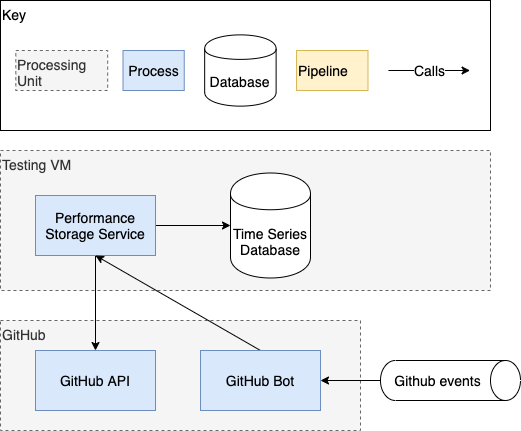 Key
Processing
Unit
Process
Database
Pipeline
Calls
Testing VM
Performance
Storage Service
Time Series
Database
GitHub
GitHub API
GitHub Bot
Github events